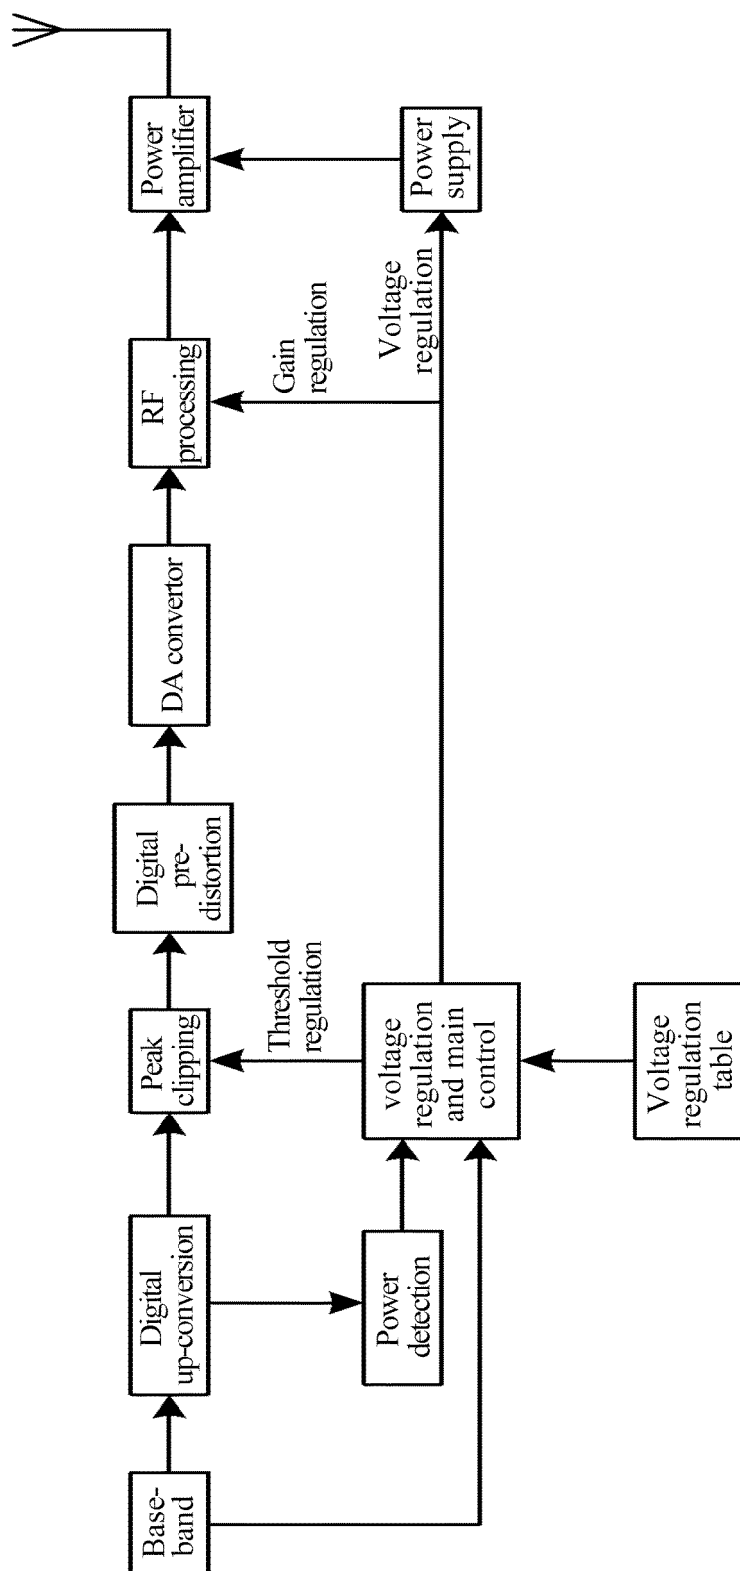 Base-
band
Digital
up-conversion
Peak
clipping
Digital
pre-
distortion
DA convertor
RF
processing
Power
amplifier
Threshold
regulation
Gain
regulation
Power
detection
voltage
regulation
and main
control
Voltage
regulation
Power
supply
Voltage
regulation
table